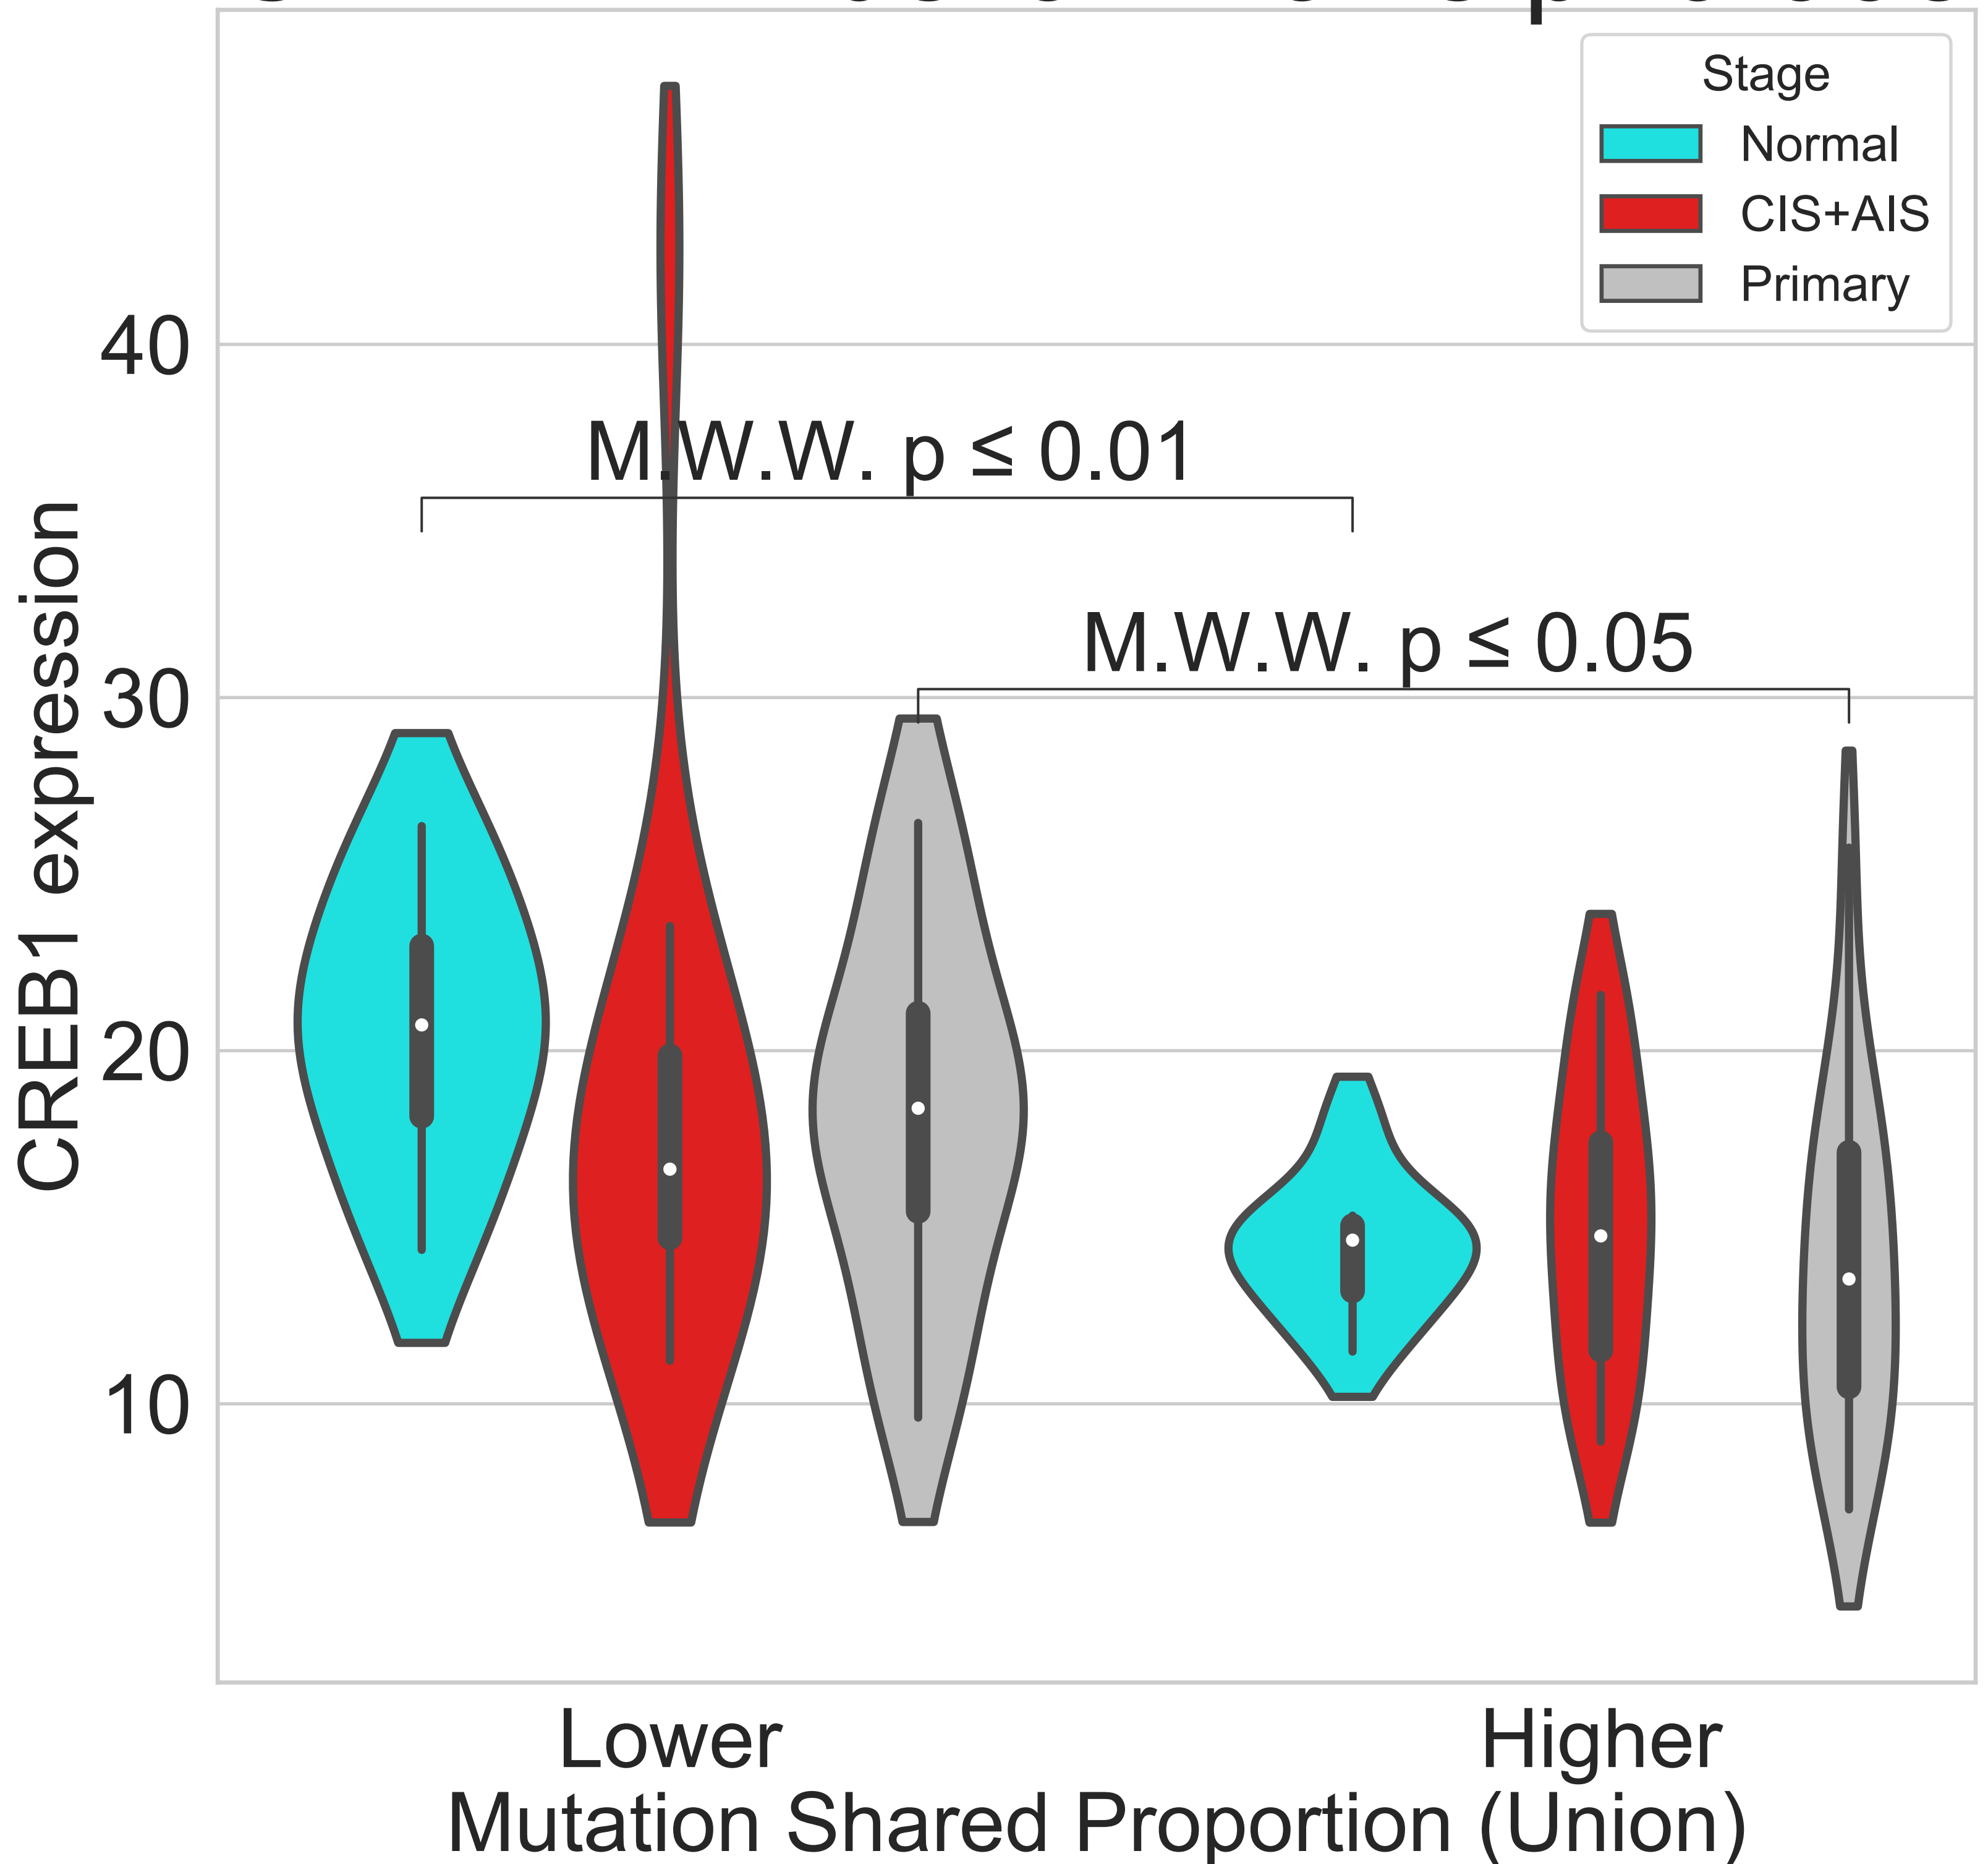 Stage
Normal
CIS+AIS
Primary
40
30
20
10
CREB1 expression
M.W.W. p ≤ 0.01
M.W.W. p ≤ 0.05
Lower
Higher
Mutation Shared Proportion (Union)